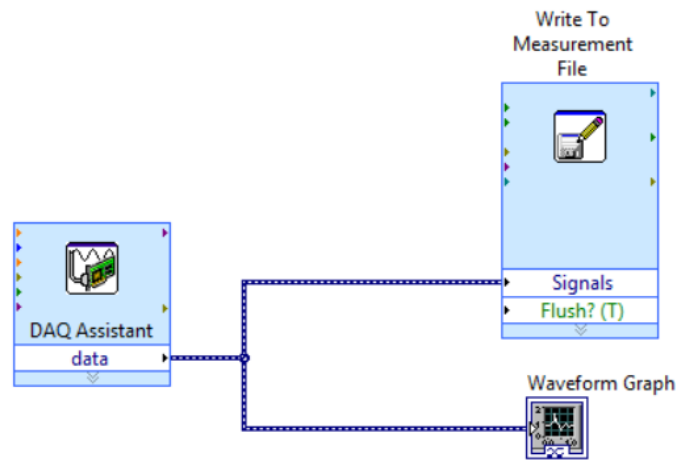 Write To
Measurement
File
Signals
Flush? (T)
DAQ Assistant
data
Waveform Graph